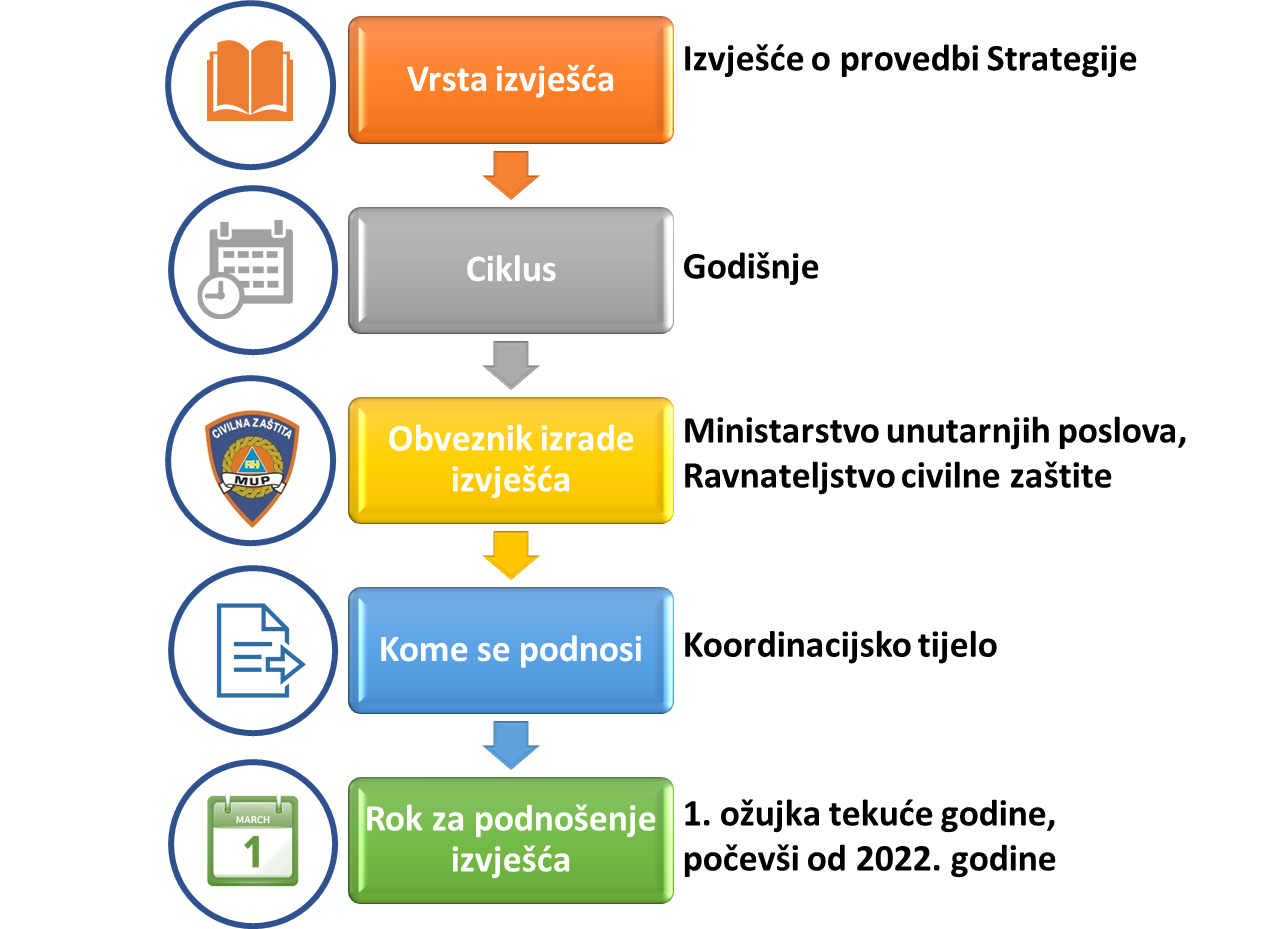 Vrsta izvješća
Izvješće o provedbi Strategije
Ciklus
Godišnje
CIVILNA ZAŠTITA
RH
MUP
Obveznik izrade
izvješća
Ministarstvo unutarnjih poslova,
Ravnateljstvo civilne zaštite
Kome se podnosi
Koordinacijsko tijelo
MARCH
1
Rok za podnošenje
izvješća
1. ožujka tekuće godine,
počevši od 2022. godine